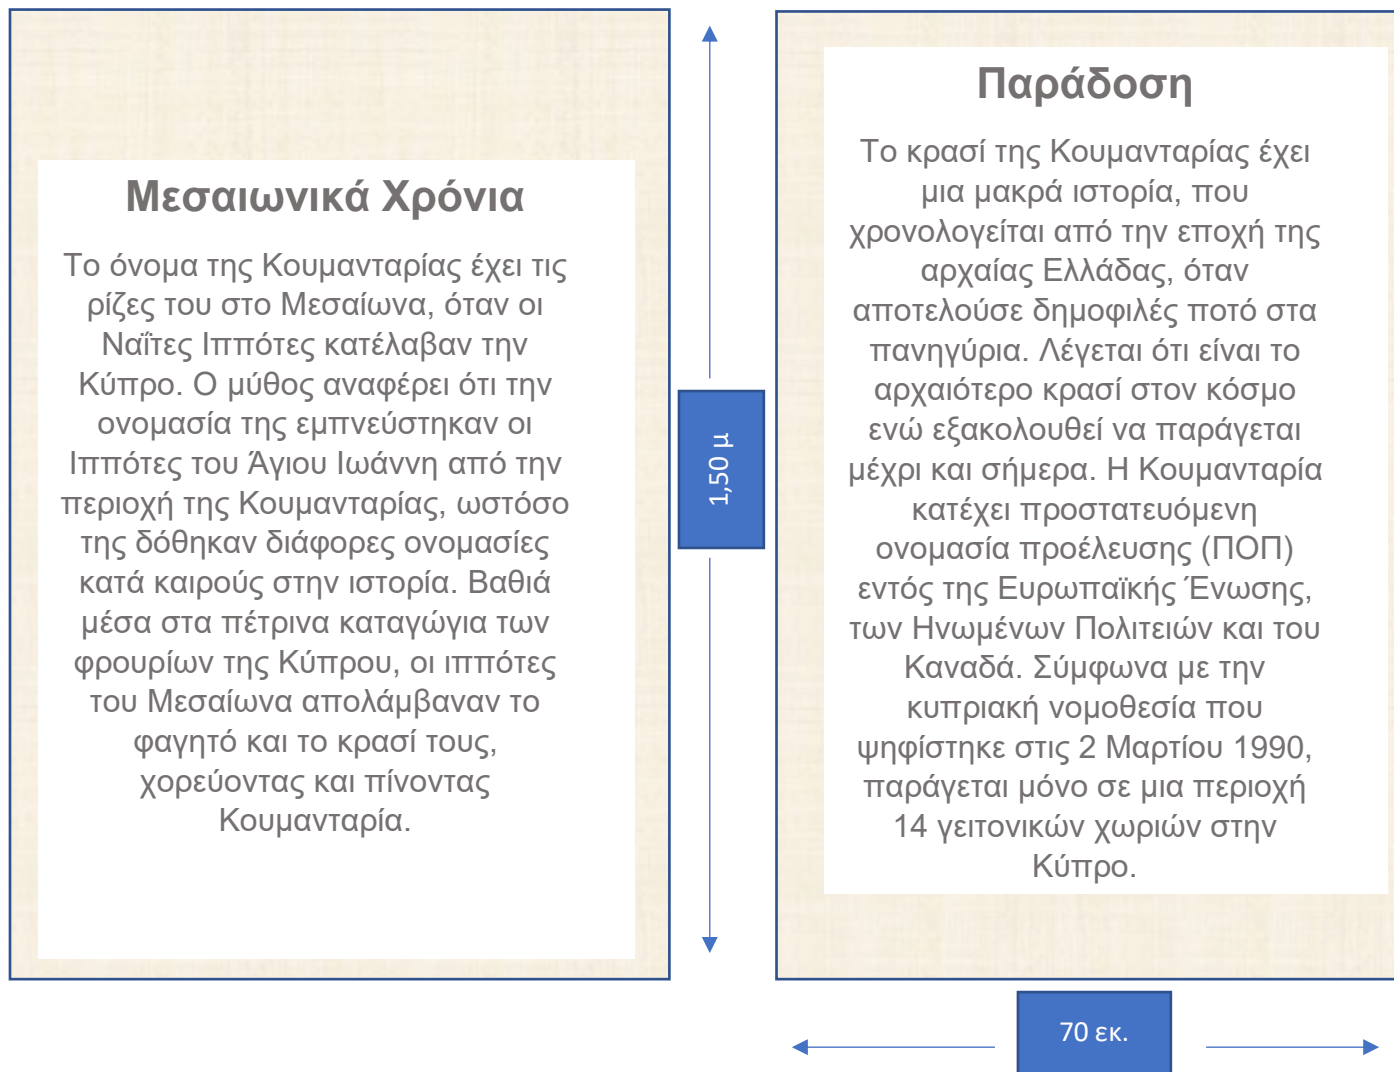 Μεσαιωνικά Χρόνια
Το όνομα της Κουμανταρίας έχει τις
ρίζες του στο Μεσαίωνα, όταν οι
Ναΐτες Ιππότες κατέλαβαν την
Κύπρο. Ο μύθος αναφέρει ότι την
ονομασία της εμπνεύστηκαν οι
Ιππότες του Άγιου Ιωάννη από την
περιοχή της Κουμανταρίας, ωστόσο
της δόθηκαν διάφορες ονομασίες
κατά καιρούς στην ιστορία. Βαθιά
μέσα στα πέτρινα καταγώγια των
φρουρίων της Κύπρου, οι ιππότες
του Μεσαίωνα απολάμβαναν το
φαγητό και το κρασί τους,
χορεύοντας και πίνοντας
Κουμανταρία.
1,50 μ
Παράδοση
Το κρασί της Κουμανταρίας έχει
μια μακρά ιστορία, που
χρονολογείται από την εποχή της
αρχαίας Ελλάδας, όταν
αποτελούσε δημοφιλές ποτό στα
πανηγύρια. Λέγεται ότι είναι το
αρχαιότερο κρασί στον κόσμο
ενώ εξακολουθεί να παράγεται
μέχρι και σήμερα. Η Κουμανταρία
κατέχει προστατευόμενη
ονομασία προέλευσης (ΠΟΠ)
εντός της Ευρωπαϊκής Ένωσης,
των Ηνωμένων Πολιτειών και του
Καναδά. Σύμφωνα με την
κυπριακή νομοθεσία που
ψηφίστηκε στις 2 Μαρτίου 1990,
παράγεται μόνο σε μια περιοχή
14 γειτονικών χωριών στην
Κύπρο.
70 εκ.